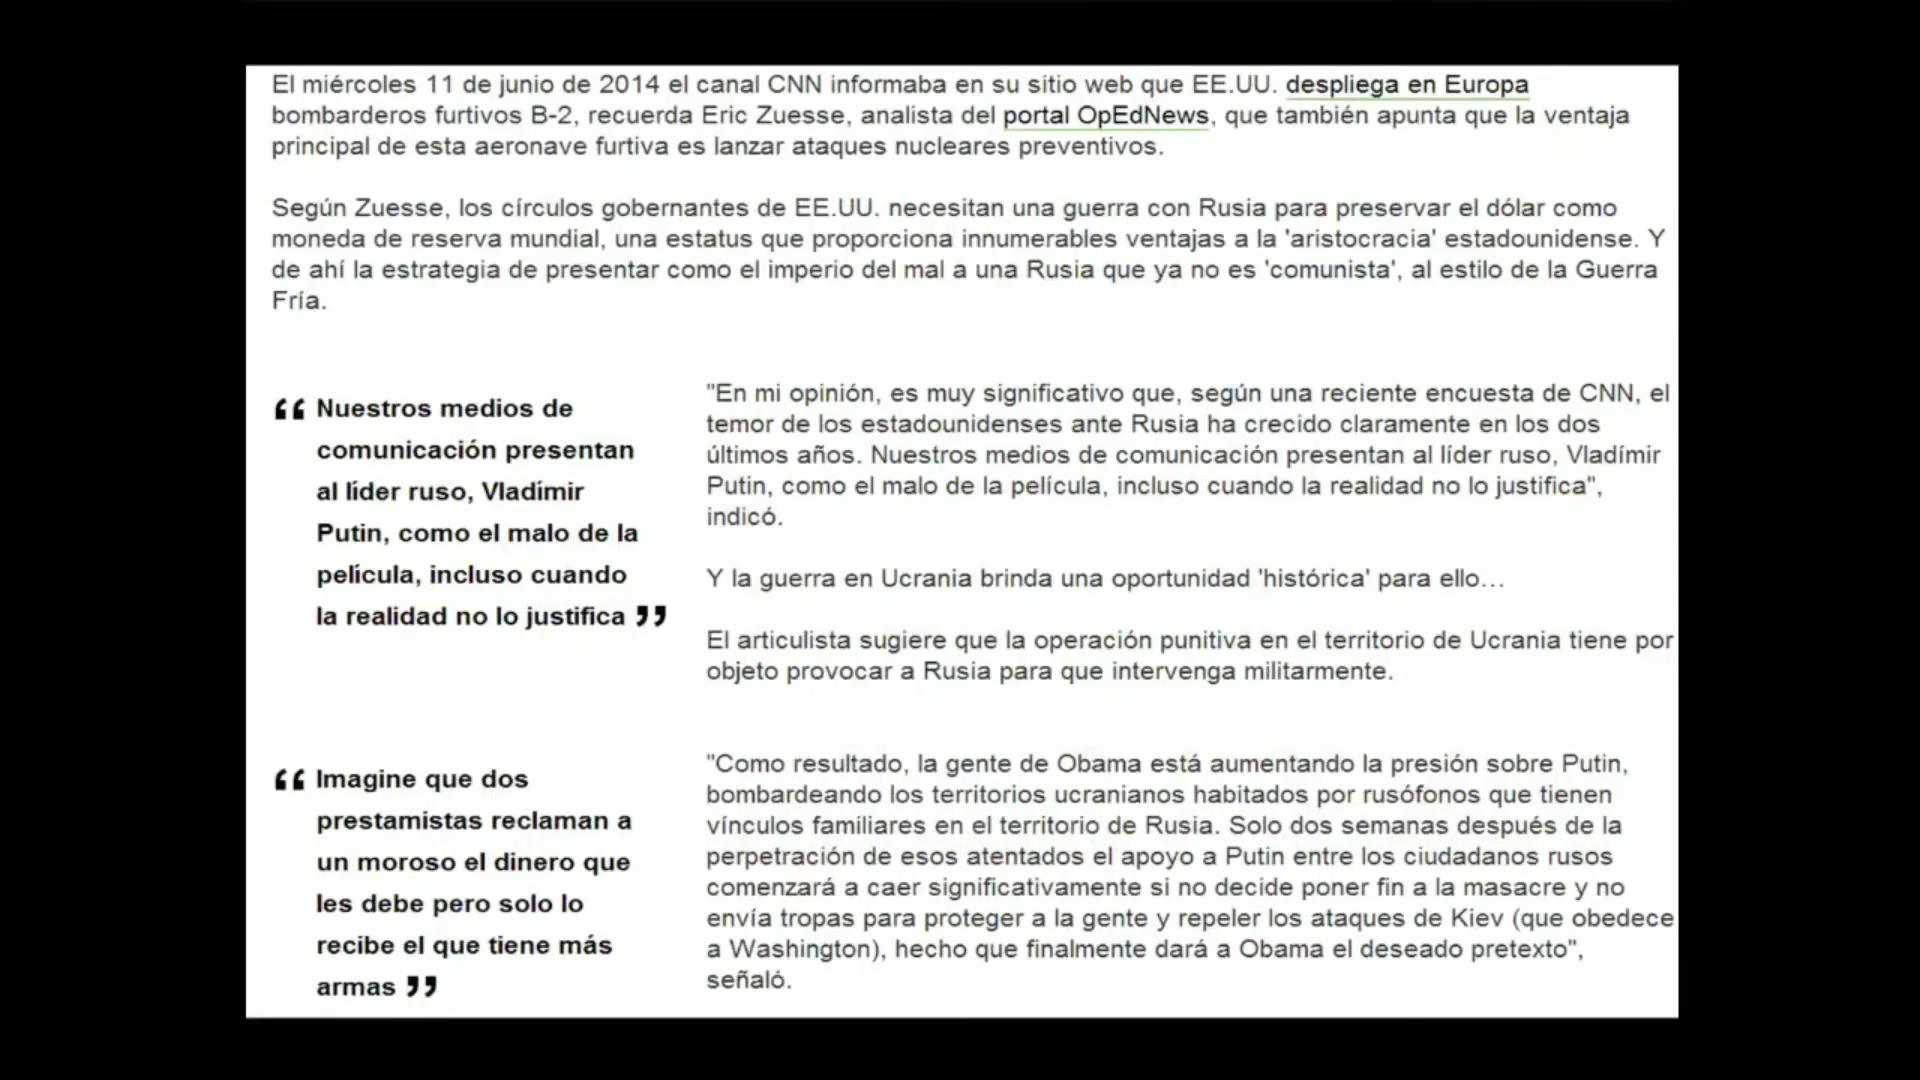 El miércoles 11 de junio de 2014 el canal CNN informaba en su sitio web que EE.UU. despliega en Europa
bombarderos furtivos B-2, recuerda Eric Zuesse, analista del portal OpEdNews, que también apunta que la ventaja
principal de esta aeronave furtiva es lanzar ataques nucleares preventivos.
Según Zuesse, los círculos gobernantes de EE.UU. necesitan una guerra con Rusia para preservar el dólar como
moneda de reserva mundial, una estatus que proporciona innumerables ventajas a la 'aristocracia' estadounidense. Y
de ahí la estrategia de presentar como el imperio del mal a una Rusia que ya no es 'comunista', al estilo de la Guerra
Fría.
“ Nuestros medios de
comunicación presentan
al líder ruso, Vladímir
Putin, como el malo de la
película, incluso cuando
la realidad no lo justifica ”
"En mi opinión, es muy significativo que, según una reciente encuesta de CNN, el
temor de los estadounidenses ante Rusia ha crecido claramente en los dos
últimos años. Nuestros medios de comunicación presentan al líder ruso, Vladímir
Putin, como el malo de la película, incluso cuando la realidad no lo justifica",
indicó.
Y la guerra en Ucrania brinda una oportunidad 'histórica' para ello...
El articulista sugiere que la operación punitiva en el territorio de Ucrania tiene por
objeto provocar a Rusia para que intervenga militarmente.
“ Imagine que dos
prestamistas reclaman a
un moroso el dinero que
les debe pero solo lo
recibe el que tiene más
armas ”
"Como resultado, la gente de Obama está aumentando la presión sobre Putin,
bombardeando los territorios ucranianos habitados por rusófonos que tienen
vínculos familiares en el territorio de Rusia. Solo dos semanas después de la
perpetración de esos atentados el apoyo a Putin entre los ciudadanos rusos
comenzará a caer significativamente si no decide poner fin a la masacre y no
envía tropas para proteger a la gente y repeler los ataques de Kiev (que obedece
a Washington), hecho que finalmente dará a Obama el deseado pretexto",
señaló.